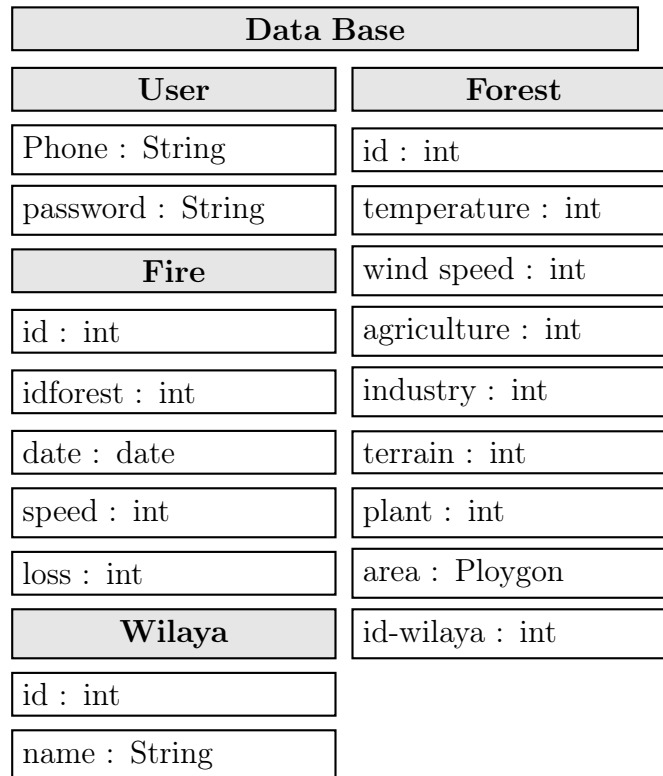 Data Base
User
Phone : String
password : String
Fire
id : int
idforest : int
date : date
speed : int
loss : int
Wilaya
id : int
name : String
Forest
id : int
temperature : int
wind speed : int
agriculture : int
industry : int
terrain : int
plant : int
area : Ploygon
id-wilaya : int